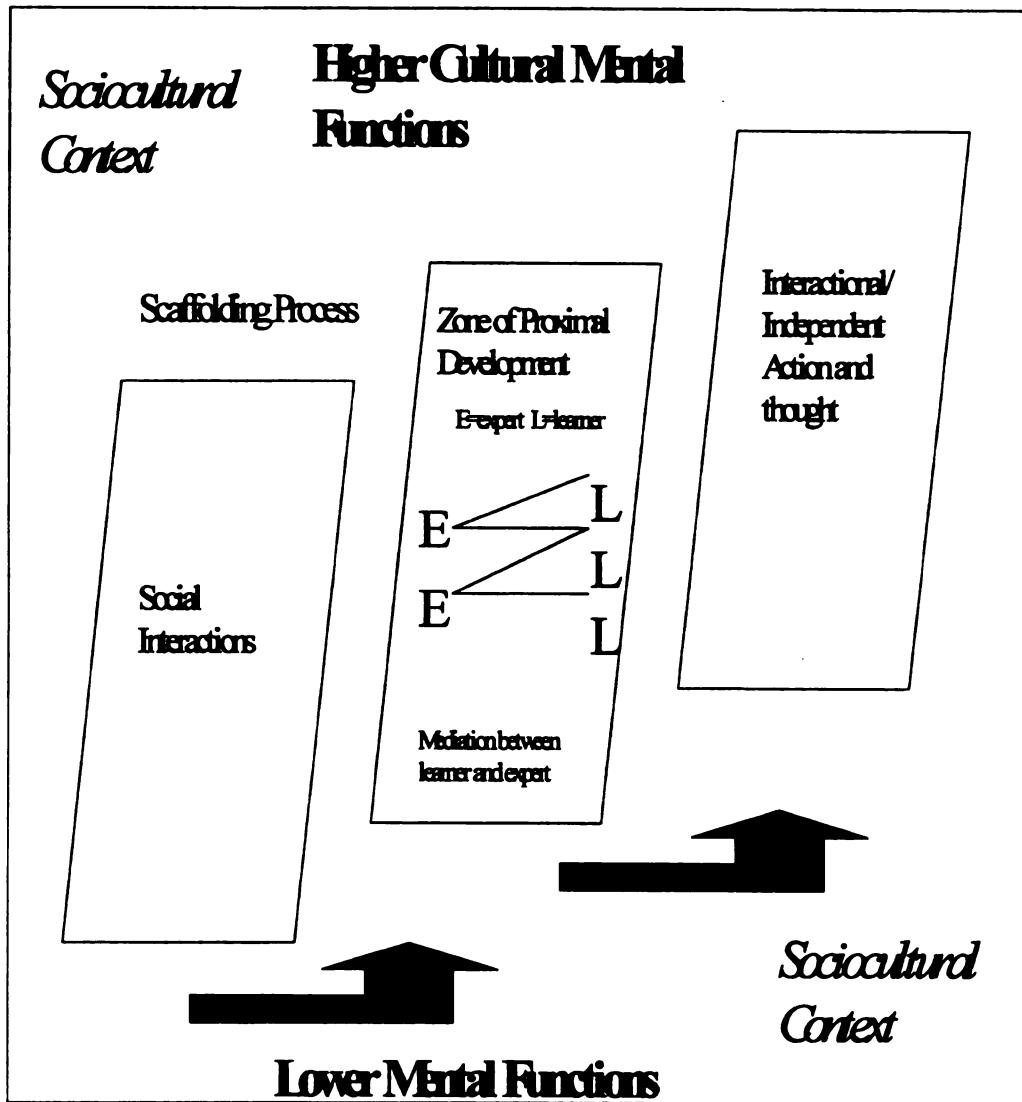 Sociocultural
Context
Higher Cultural Mental
Functions
Scaffolding Process
Social
Interactions
Zone of Proximal
Development
E=expert L=learner
E
E
L
L
L
Mediation between
learner and expert
Interactional/
Independent
Action and
thought
Sociocultural
Context
Lower Mental Functions